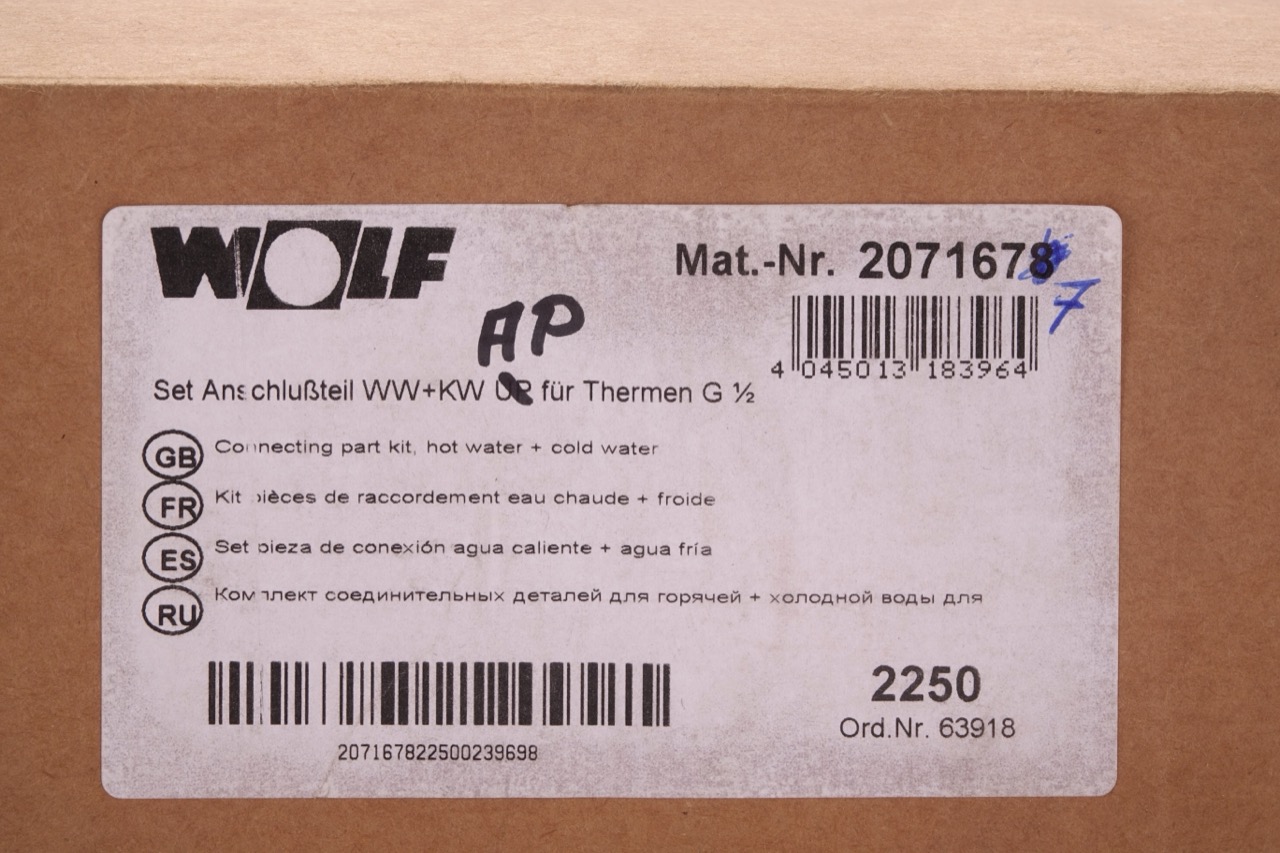 WOLF
Mat.-Nr. 2071678
7
4 045013 183964
AP
Set Anschlußteil WW+KW UP für Thermen G ½
GB Connecting part kit, hot water + cold water
FR Kit pièces de raccordement eau chaude + froide
ES Set pieza de conexión agua caliente + agua fría
RU Комплект соединительных деталей для горячей + холодной воды для
207167822500239698
2250
Ord.Nr. 63918